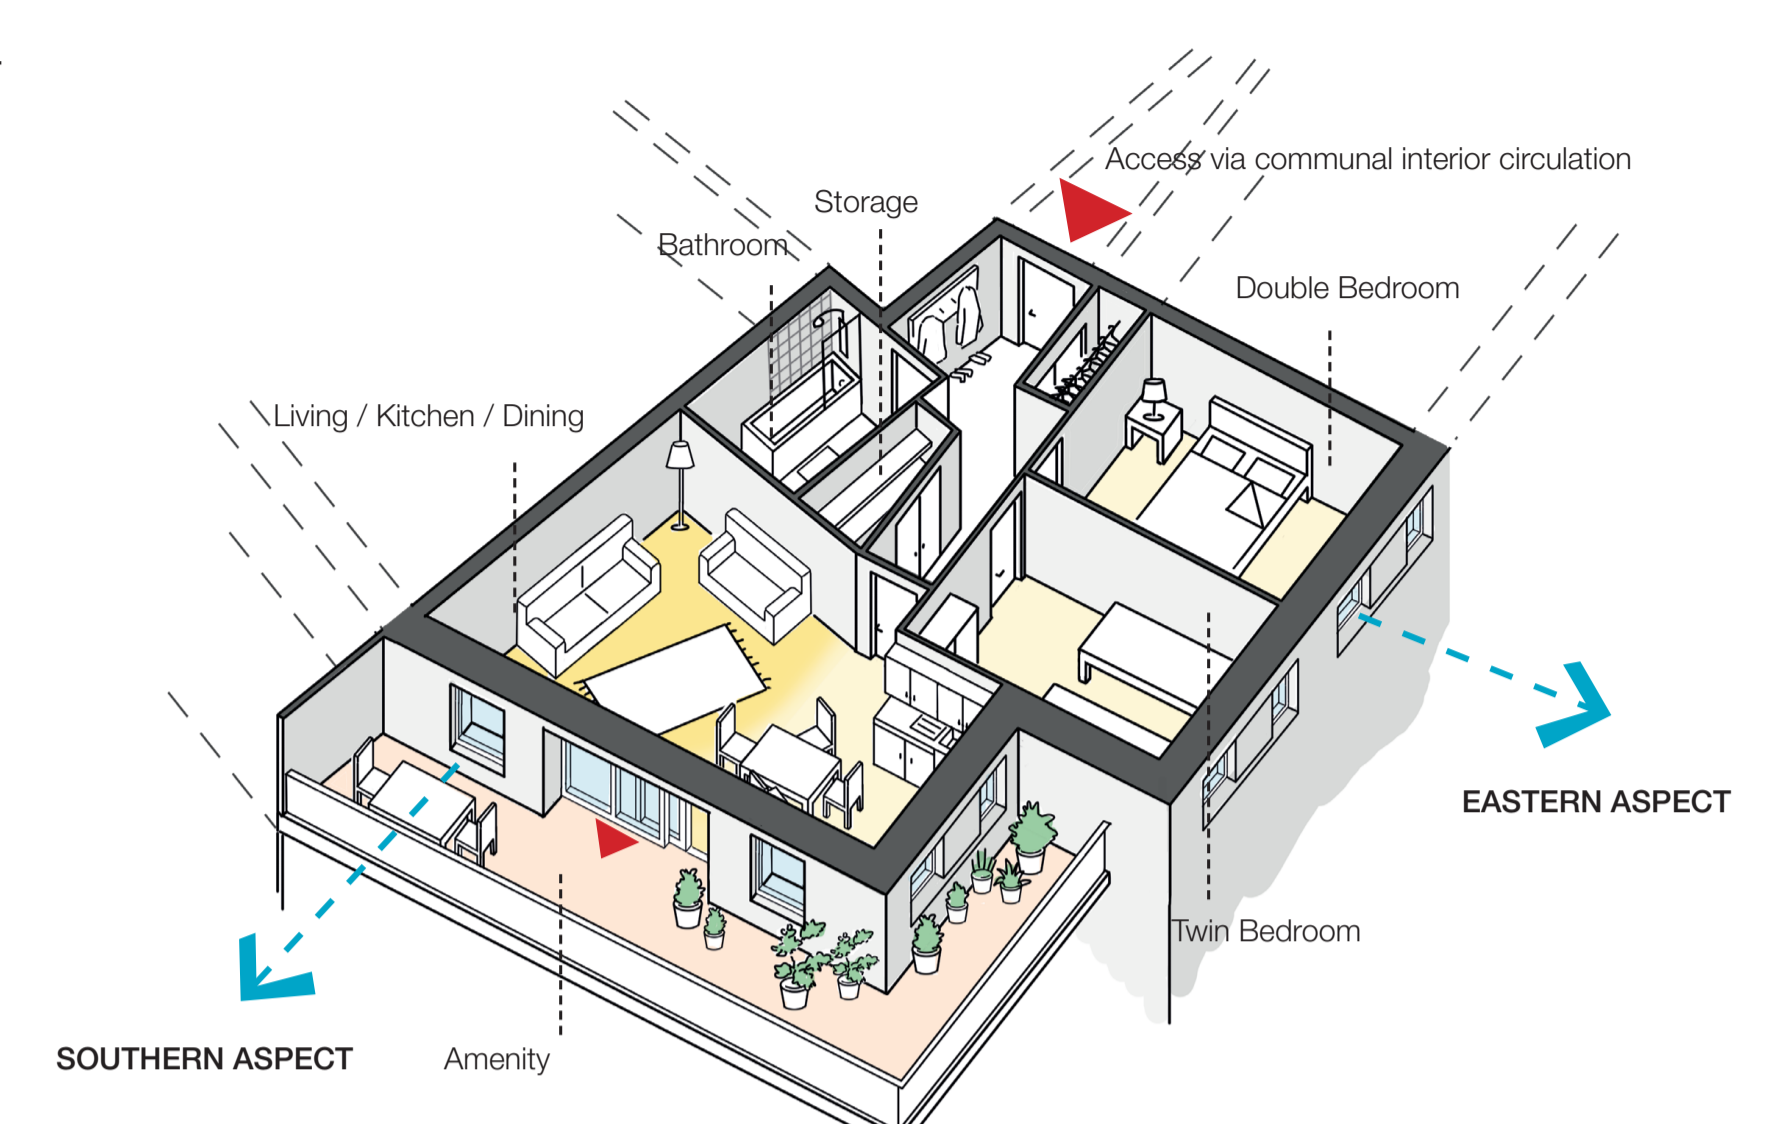 Access via communal interior circulation
Storage
Bathroom
Double Bedroom
Living / Kitchen / Dining
EASTERN ASPECT
Twin Bedroom
SOUTHERN ASPECT
Amenity